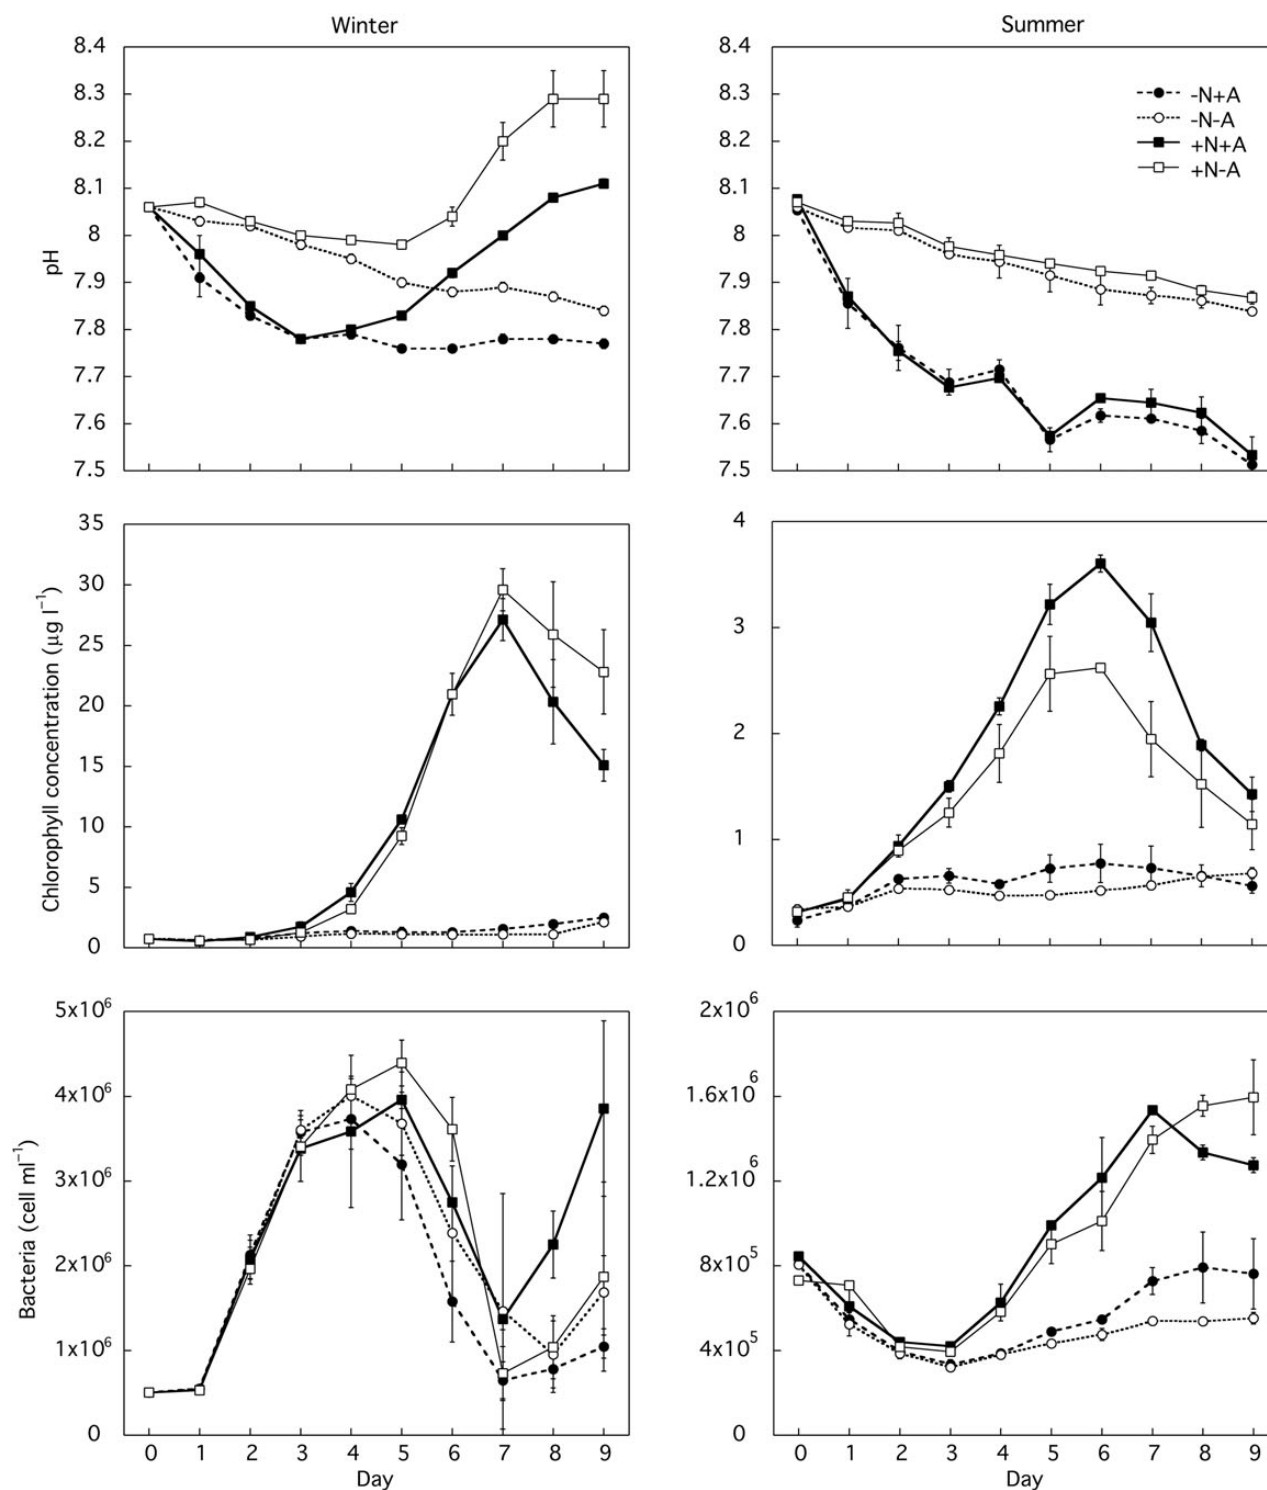 Winter
Summer
8.4
8.3
8.2
8.1
8
7.9
7.8
7.7
7.6
7.5
pH
8.4
8.3
8.2
8.1
8
7.9
7.8
7.7
7.6
7.5
-N+A
-N-A
+N+A
+N-A
35
30
25
20
15
10
5
0
Chlorophyll concentration (µg l⁻¹)
4
3
2
1
0
5x10⁶
4x10⁶
3x10⁶
2x10⁶
1x10⁶
0
Bacteria (cell ml⁻¹)
0 1 2 3 4 5 6 7 8 9
Day
2x10⁶
1.6x10⁶
1.2x10⁶
8x10⁵
4x10⁵
0
0 1 2 3 4 5 6 7 8 9
Day